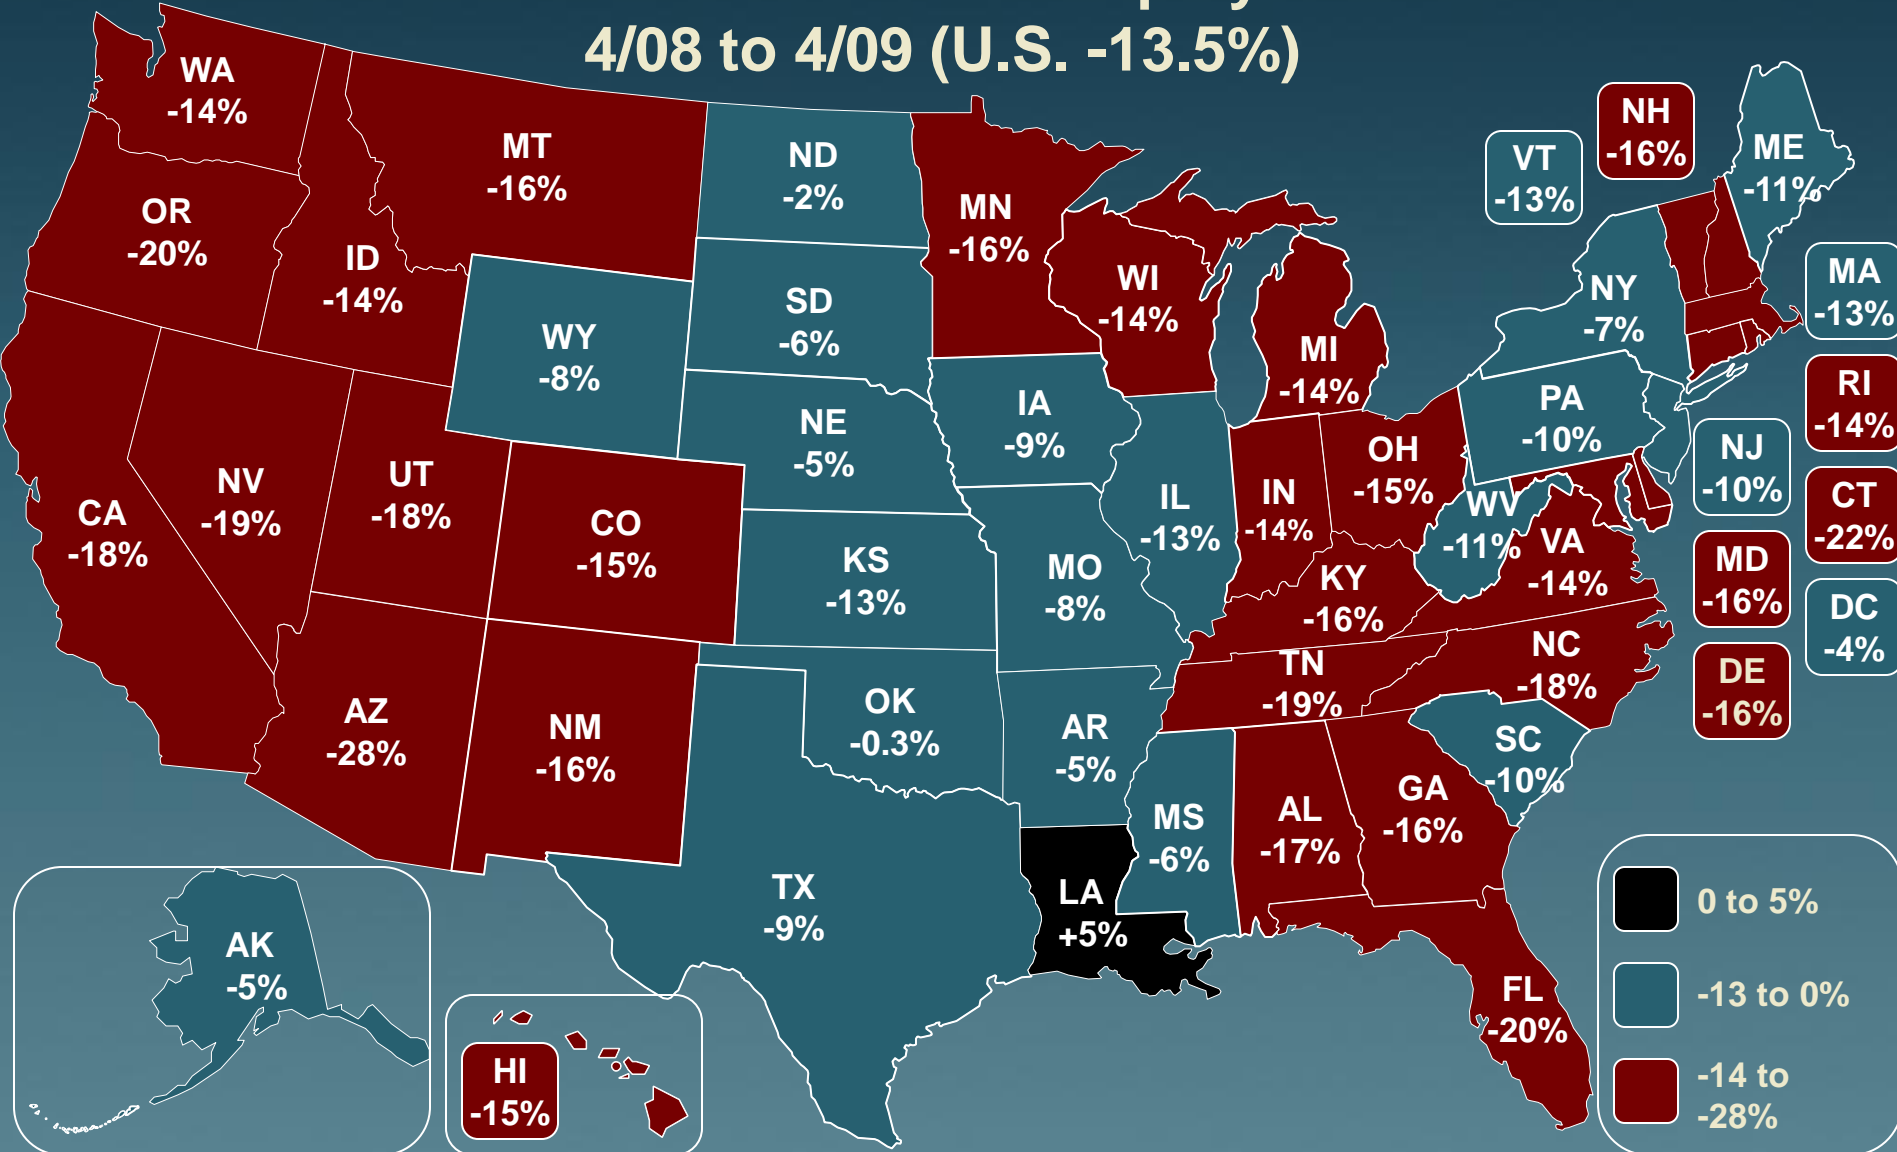 4/08 to 4/09 (U.S. -13.5%)
WA
-14%
MT
-16%
ND
-2%
MN
-16%
NH
-16%
VT
-13%
ME
-11%
OR
-20%
ID
-14%
WY
-8%
SD
-6%
WI
-14%
MI
-14%
NY
-7%
MA
-13%
RI
-14%
NE
-5%
IA
-9%
PA
-10%
NJ
-10%
CT
-22%
CA
-18%
NV
-19%
UT
-18%
CO
-15%
KS
-13%
MO
-8%
IL
-13%
IN
-14%
OH
-15%
WV
-11%
VA
-14%
MD
-16%
DC
-4%
KY
-16%
TN
-19%
NC
-18%
DE
-16%
AZ
-28%
NM
-16%
OK
-0.3%
AR
-5%
SC
-10%
MS
-6%
AL
-17%
GA
-16%
TX
-9%
LA
+5%
FL
-20%
AK
-5%
HI
-15%
0 to 5%
-13 to 0%
-14 to
-28%